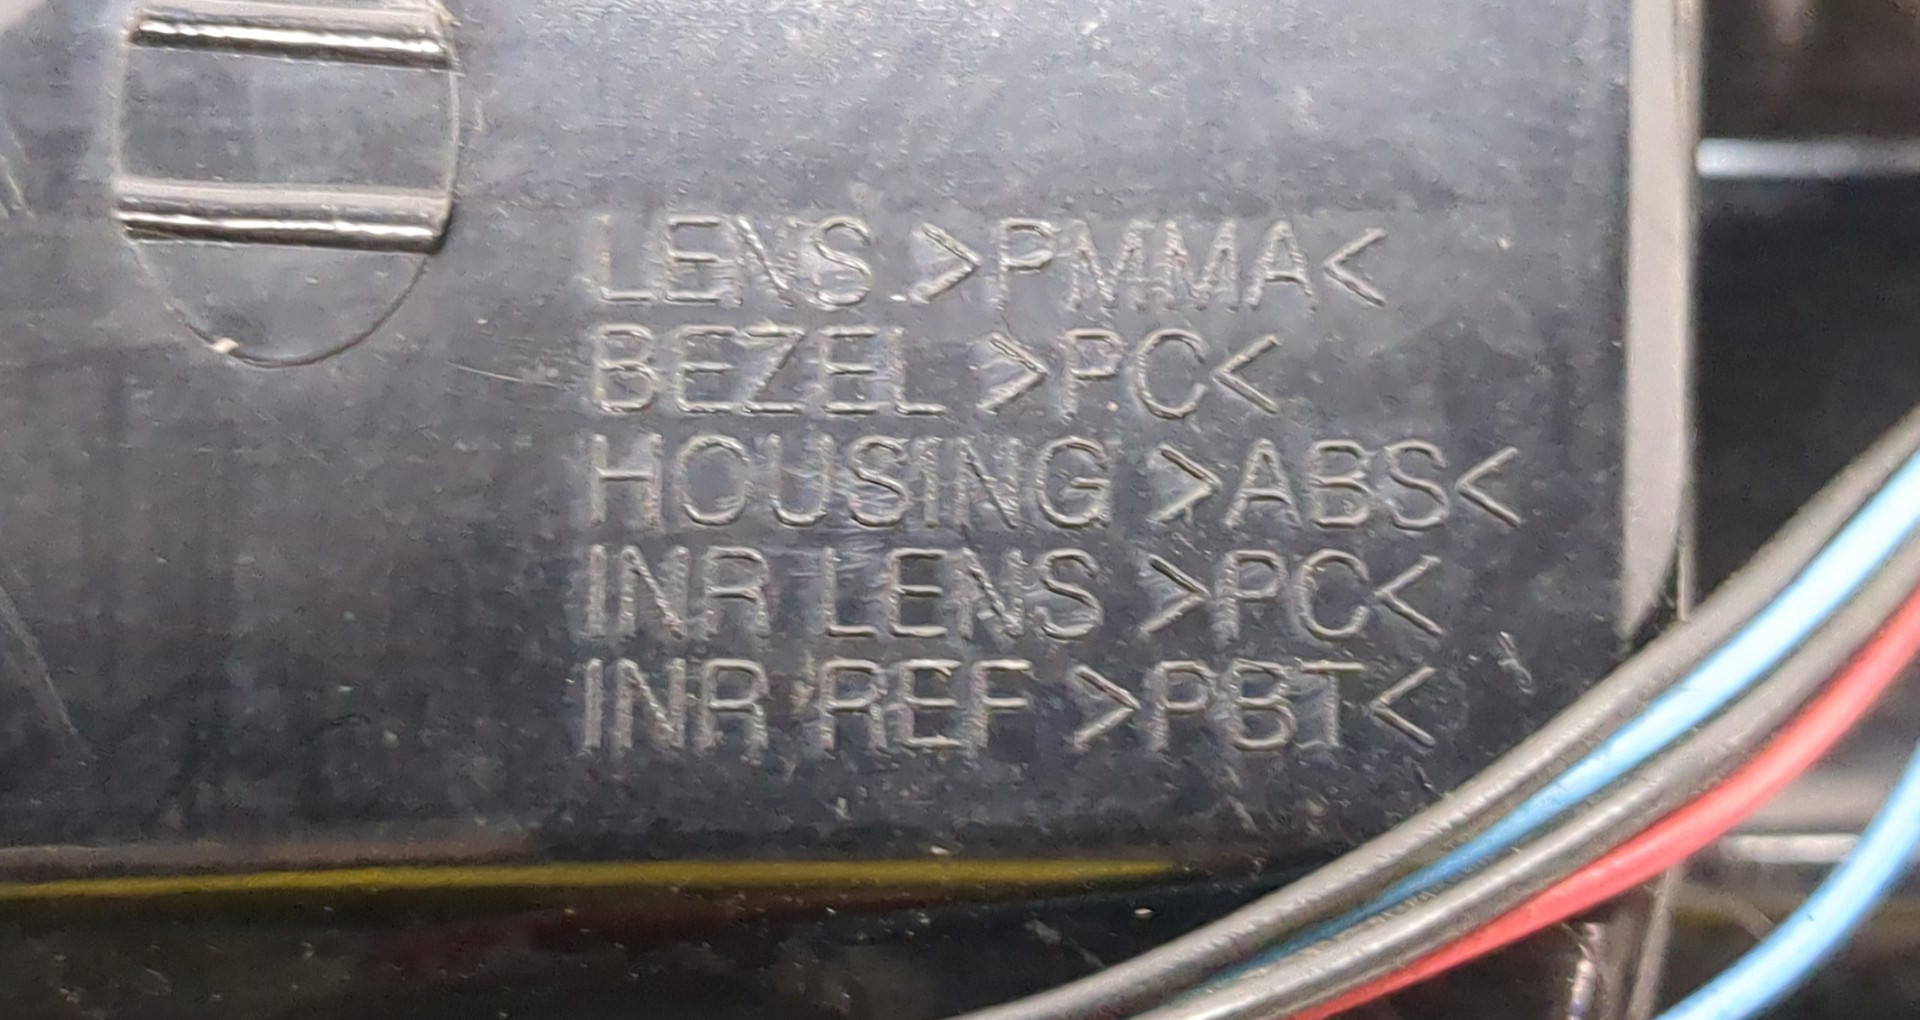 LENS >PMMA<
BEZEL >PC<
HOUSING >ABS<
INR LENS >PC<
INR REF >PBT<